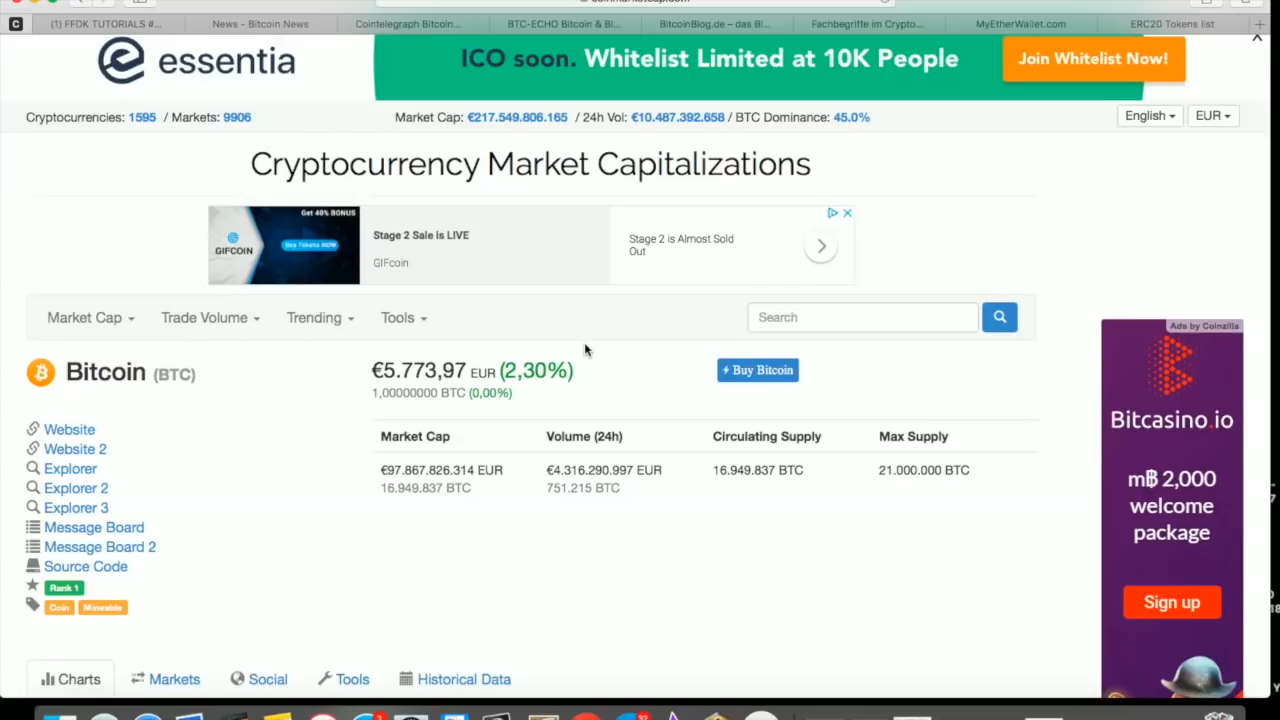 (1) FFDK TUTORIALS #...
News - Bitcoin News
Cointelegraph Bitcoin...
BTC-ECHO Bitcoin & Bl...
BitcoinBlog.de – das Bl...
Fachbegriffe im Crypto...
MyEtherWallet.com
ERC20 Tokens list
essentia
ICO soon. Whitelist Limited at 10K People
Join Whitelist Now!
Cryptocurrencies: 1595 / Markets: 9906
Market Cap: €217.549.806.165 / 24h Vol: €10.487.392.658 / BTC Dominance: 45.0%
English
EUR
Cryptocurrency Market Capitalizations
Get 40% BONUS
GIFCOIN
Buy Tokens NOW
Stage 2 Sale is LIVE
GIFcoin
Stage 2 is Almost Sold
Out
Market Cap
Trade Volume
Trending
Tools
Search
Ads by Coinzilla
Bitcoin (BTC)
€5.773,97 EUR (2,30%)
1,00000000 BTC (0,00%)
Buy Bitcoin
Website
Website 2
Explorer
Explorer 2
Explorer 3
Message Board
Message Board 2
Source Code
Rank 1
Coin Mineable
Market Cap Volume (24h) Circulating Supply Max Supply
€97.867.826.314 EUR €4.316.290.997 EUR 16.949.837 BTC 21.000.000 BTC
16.949.837 BTC 751.215 BTC
Bitcasino.io
m₿ 2,000
welcome
package
Sign up
Charts
Markets
Social
Tools
Historical Data